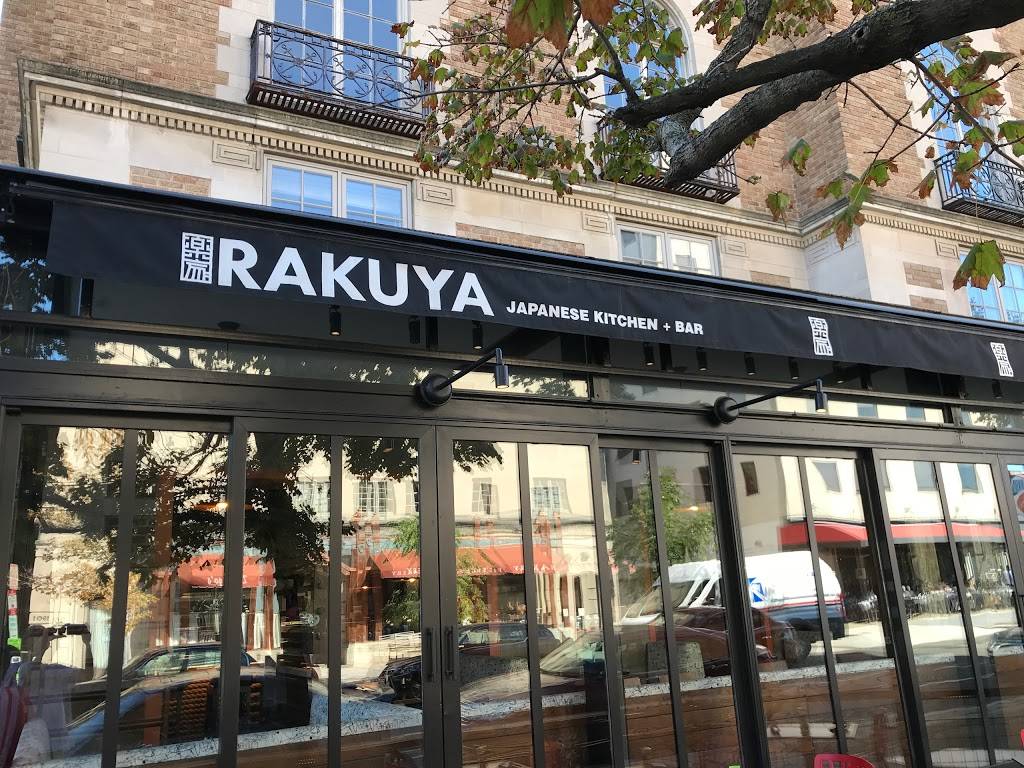 RAKUYA JAPANESE KITCHEN + BAR